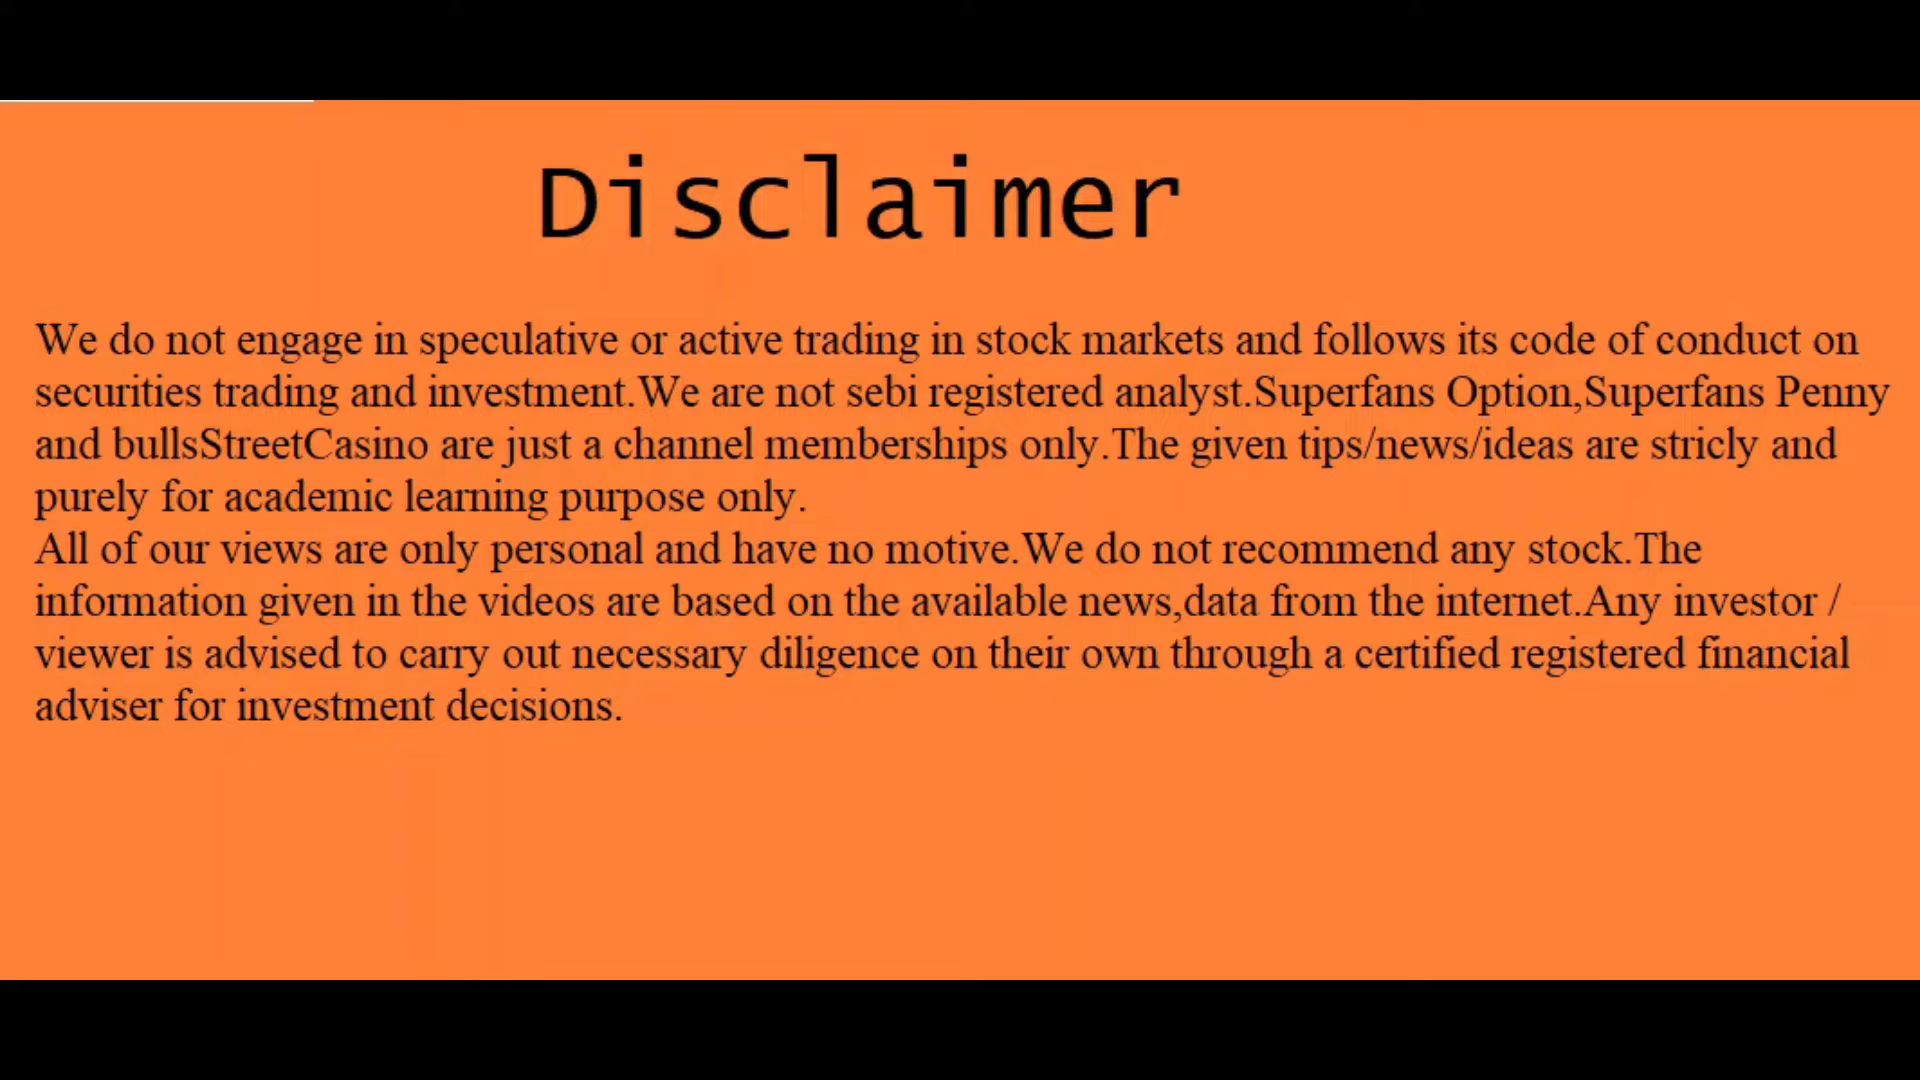 Disclaimer
We do not engage in speculative or active trading in stock markets and follows its code of conduct on
securities trading and investment.We are not sebi registered analyst.Superfans Option,Superfans Penny
and bullsStreetCasino are just a channel memberships only.The given tips/news/ideas are stricly and
purely for academic learning purpose only.
All of our views are only personal and have no motive.We do not recommend any stock.The
information given in the videos are based on the available news,data from the internet.Any investor /
viewer is advised to carry out necessary diligence on their own through a certified registered financial
adviser for investment decisions.